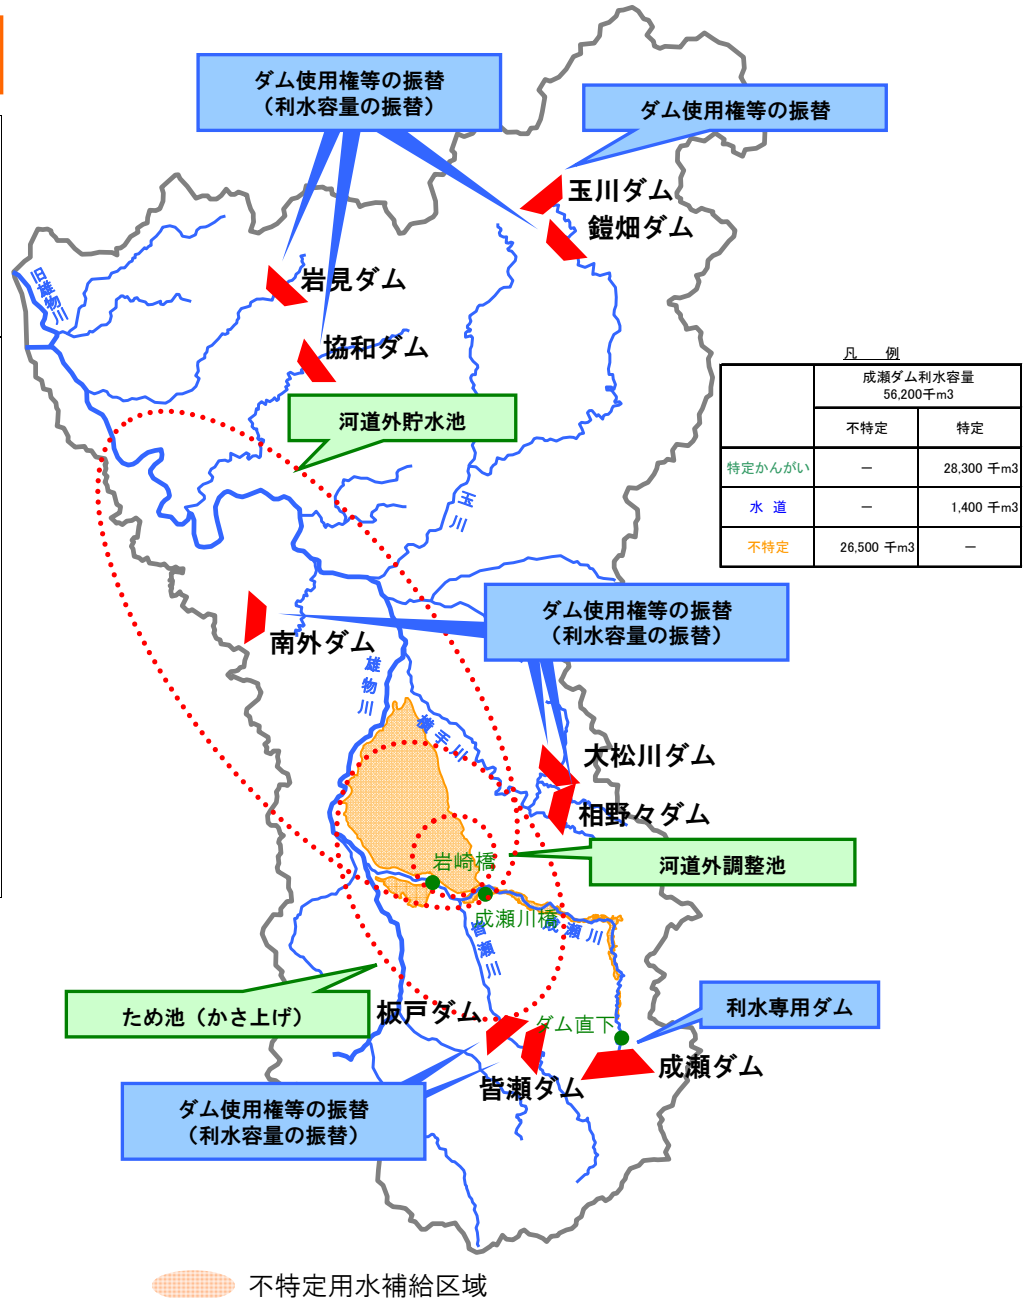 ダム使用権等の振替
（利水容量の振替）
ダム使用権等の振替
玉川ダム
鎧畑ダム
岩見ダム
旧雄物川
協和ダム
凡　例
成瀬ダム利水容量
56,200千m3
不特定　特定
特定かんがい　－　28,300 千m3
水 道　－　1,400 千m3
不特定　26,500 千m3　－
河道外貯水池
玉川
ダム使用権等の振替
（利水容量の振替）
南外ダム
雄物川
横手川
大松川ダム
相野々ダム
岩崎橋
河道外調整池
成瀬川橋
成瀬川
皆瀬川
ため池（かさ上げ）
板戸ダム
ダム直下
利水専用ダム
成瀬ダム
皆瀬ダム
ダム使用権等の振替
（利水容量の振替）
不特定用水補給区域